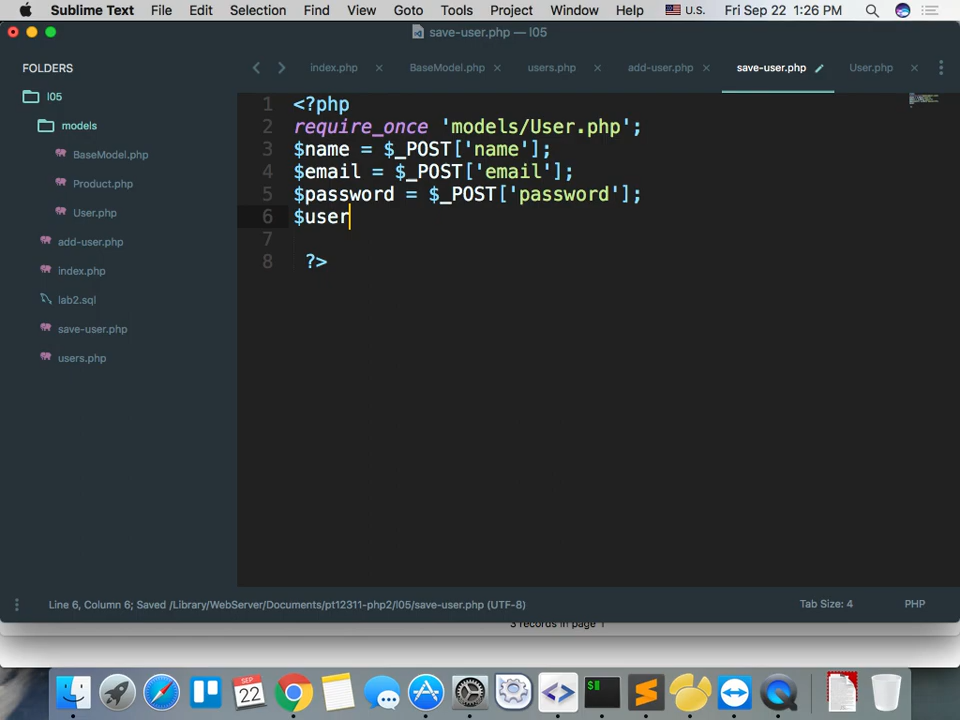 Sublime Text File Edit Selection Find View Goto Tools Project Window Help U.S. Fri Sep 22 1:26 PM
save-user.php — l05
FOLDERS
index.php × BaseModel.php × users.php × add-user.php × save-user.php User.php ×
l05
models
BaseModel.php
Product.php
User.php
add-user.php
index.php
lab2.sql
save-user.php
users.php
1 <?php
2 require_once 'models/User.php';
3 $name = $_POST['name'];
4 $email = $_POST['email'];
5 $password = $_POST['password'];
6 $user
7
8 ?>
Line 6, Column 6; Saved /Library/WebServer/Documents/pt12311-php2/l05/save-user.php (UTF-8) Tab Size: 4 PHP
3 records in page 1
SEP
22
$